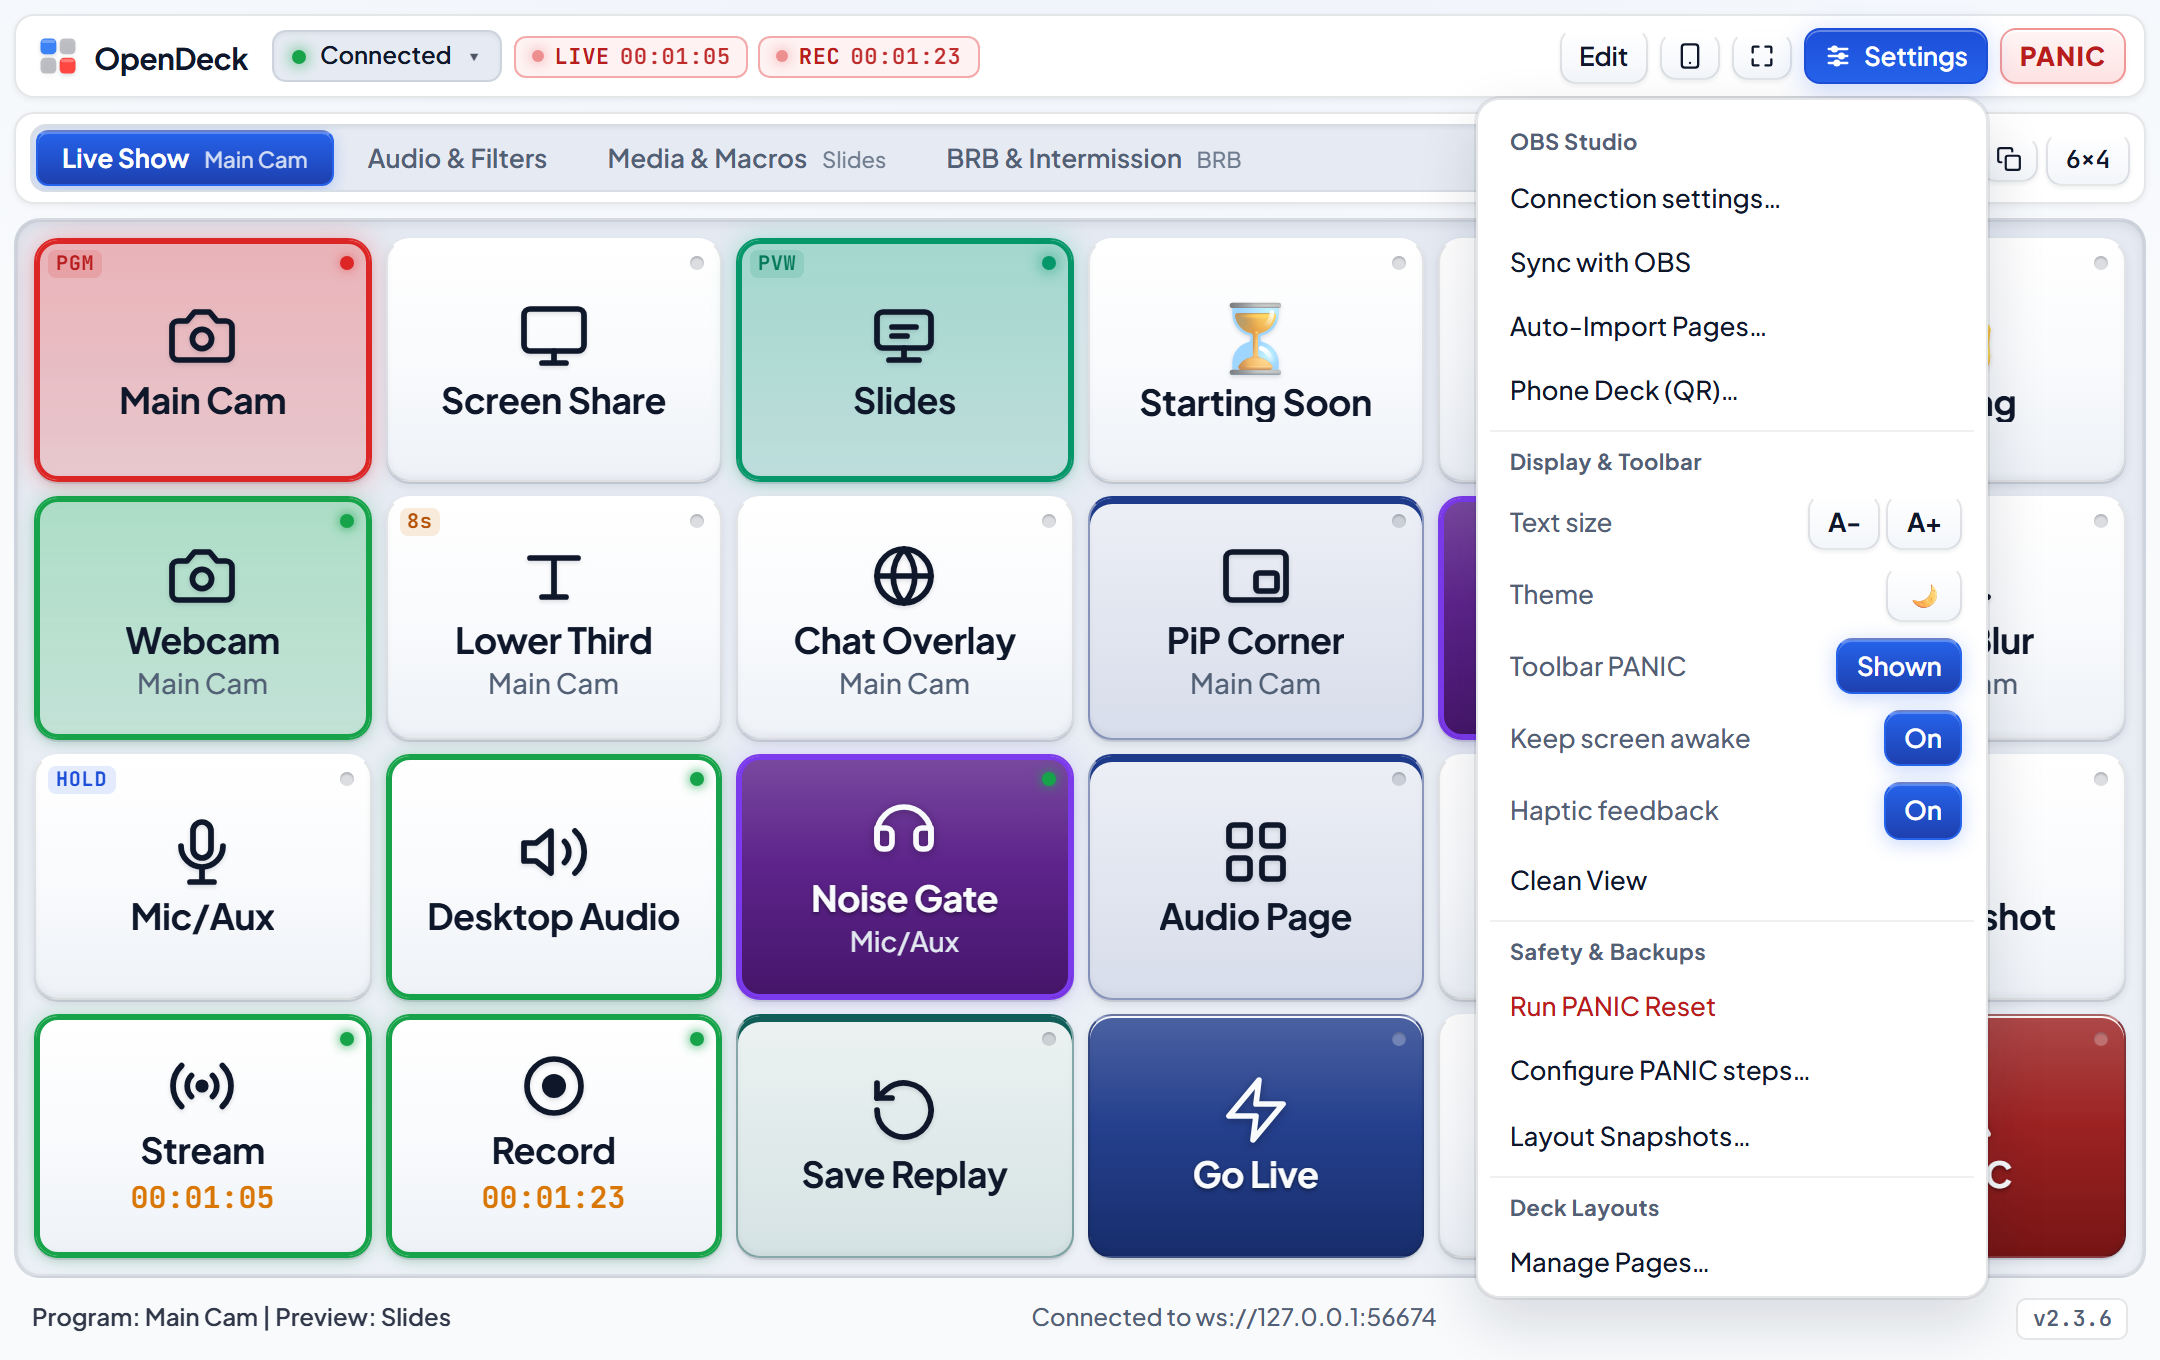 OpenDeck
Connected
LIVE 00:01:05
REC 00:01:23
Edit
Settings
PANIC
Live Show Main Cam
Audio & Filters
Media & Macros Slides
BRB & Intermission BRB
6×4
OBS Studio
Connection settings...
Sync with OBS
Auto-Import Pages...
Phone Deck (QR)...
Display & Toolbar
Text size
A-
A+
Theme
Toolbar PANIC
Shown
Keep screen awake
On
Haptic feedback
On
Clean View
Safety & Backups
Run PANIC Reset
Configure PANIC steps...
Layout Snapshots...
Deck Layouts
Manage Pages...
PGM
Main Cam
Screen Share
PVW
Slides
Starting Soon
Webcam
Main Cam
8s
Lower Third
Main Cam
Chat Overlay
Main Cam
PiP Corner
Main Cam
HOLD
Mic/Aux
Desktop Audio
Noise Gate
Mic/Aux
Audio Page
Stream
00:01:05
Record
00:01:23
Save Replay
Go Live
Program: Main Cam | Preview: Slides
Connected to ws://127.0.0.1:56674
v2.3.6